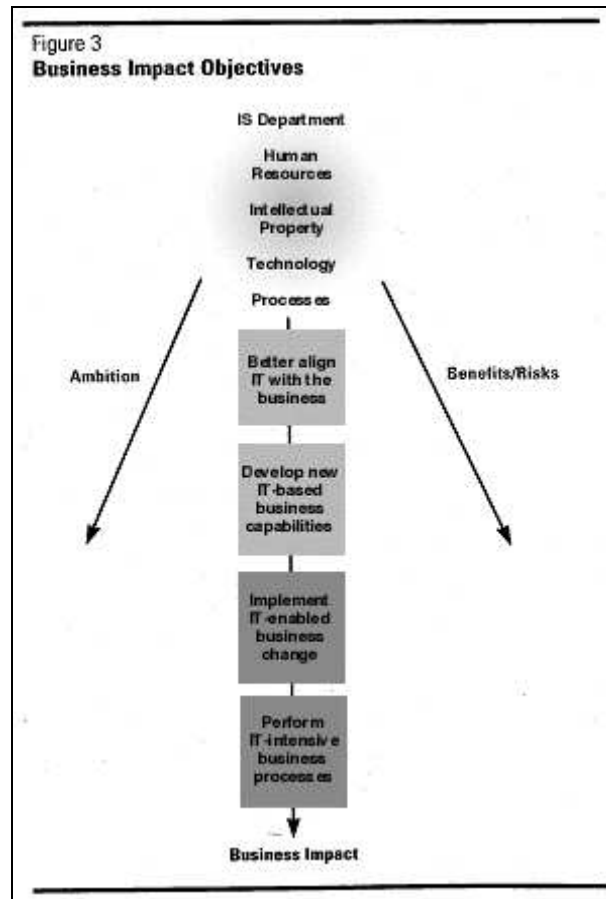 Figure 3
Business Impact Objectives
IS Department
Human
Resources
Intellectual
Property
Technology
Processes
Better align
IT with the
business
Ambition
Benefits/Risks
Develop new
IT-based
business
capabilities
Implement
IT-enabled
business
change
Perform
IT-intensive
business
processes
Business Impact